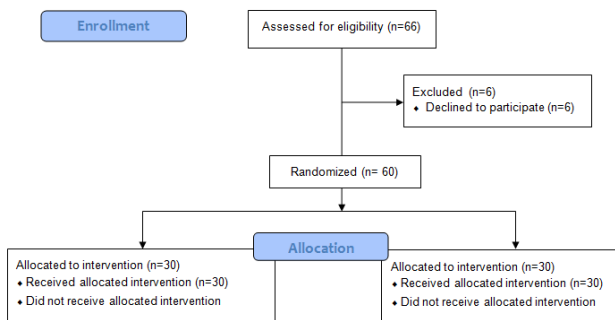 Enrollment
Assessed for eligibility (n=66)
Excluded (n=6)
♦ Declined to participate (n=6)
Randomized (n= 60)
Allocation
Allocated to intervention (n=30)
♦ Received allocated intervention (n=30)
♦ Did not receive allocated intervention
Allocated to intervention (n=30)
♦ Received allocated intervention (n=30)
♦ Did not receive allocated intervention